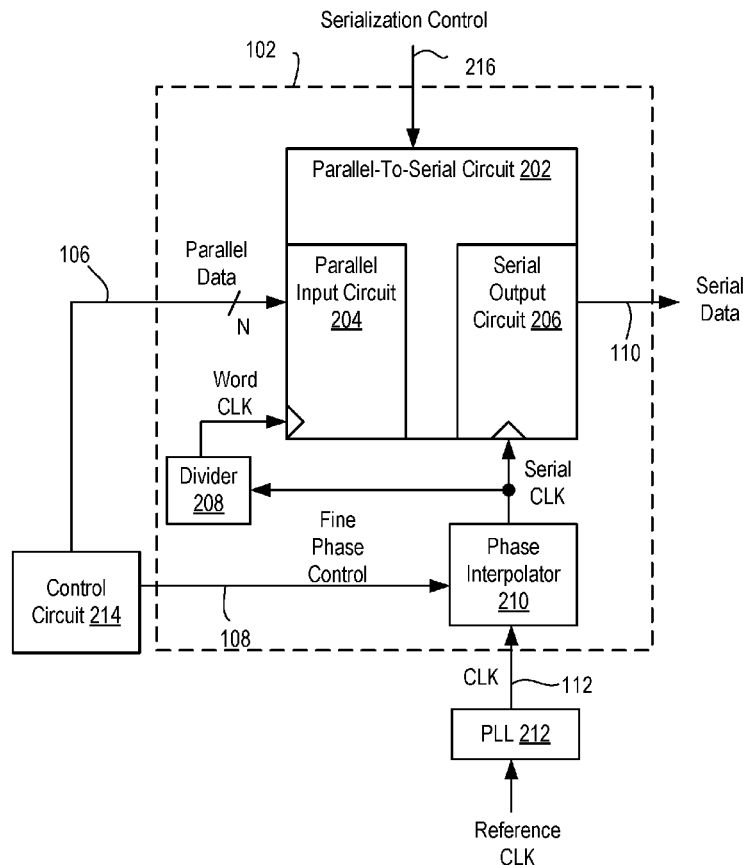 Serialization Control
102
216
Parallel-To-Serial Circuit 202
106
Parallel
Data
N
Parallel
Input Circuit
204
Serial
Output
Circuit 206
Serial
Data
110
Word
CLK
Divider
208
Serial
CLK
Fine
Phase
Control
Phase
Interpolator
210
Control
Circuit 214
108
CLK
112
PLL 212
Reference
CLK